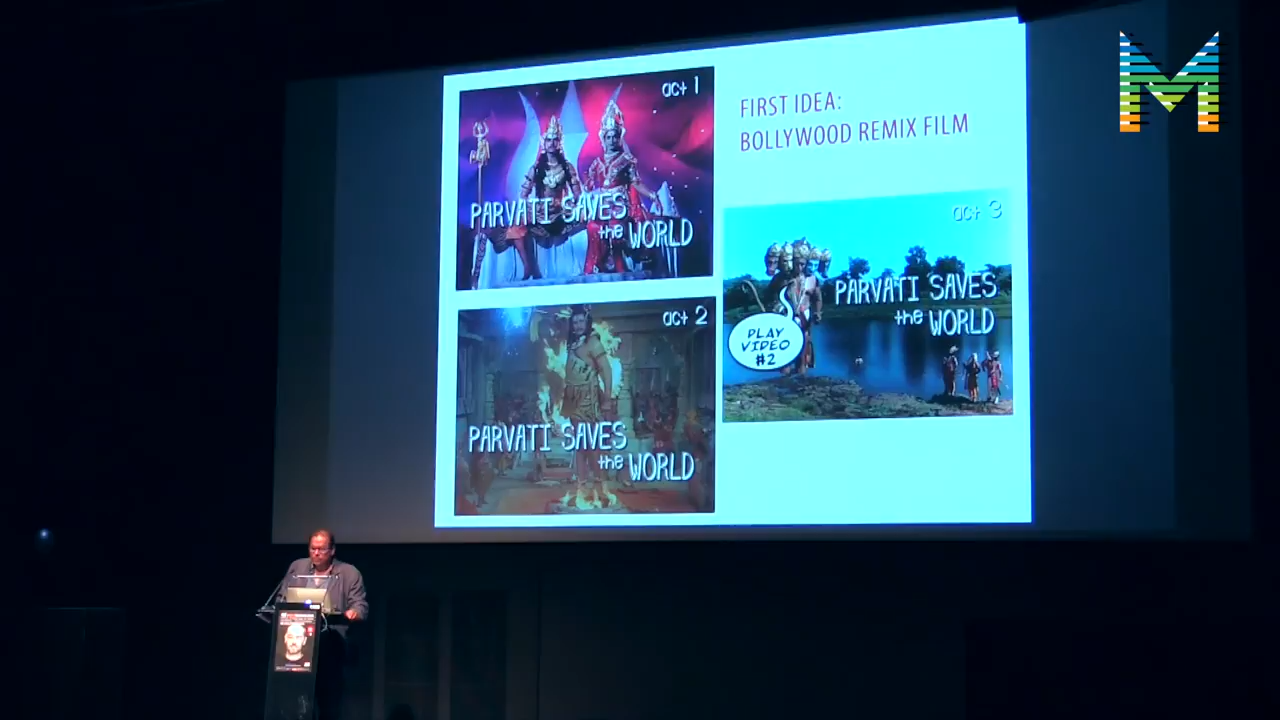 act 1
PARVATI SAVES
the WORLD
FIRST IDEA:
BOLLYWOOD REMIX FILM
act 2
PARVATI SAVES
the WORLD
act 3
PARVATI SAVES
the WORLD
PLAY
VIDEO
#2
M